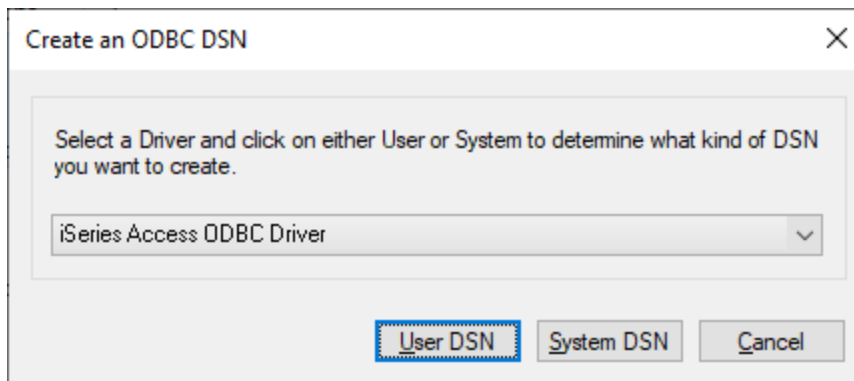 Create an ODBC DSN
Select a Driver and click on either User or System to determine what kind of DSN
you want to create.
iSeries Access ODBC Driver
User DSN System DSN Cancel